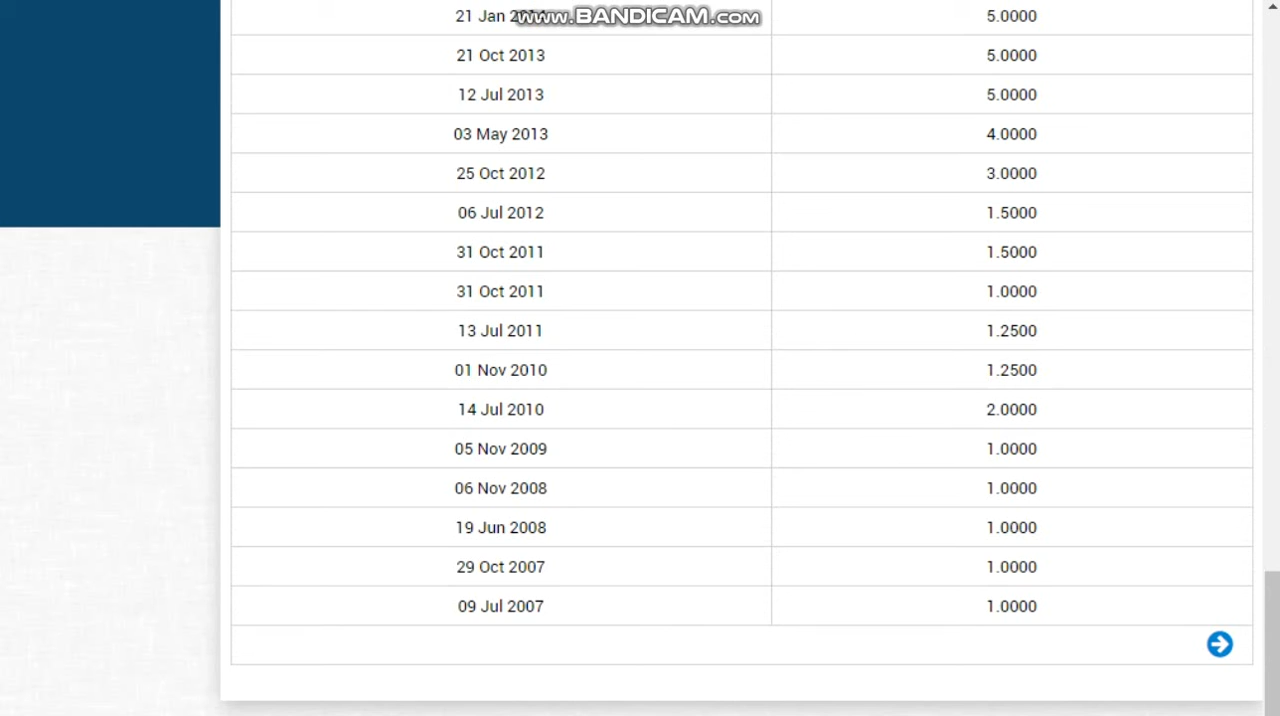 21 Jan 5.0000
www.BANDICAM.com
21 Oct 2013 5.0000
12 Jul 2013 5.0000
03 May 2013 4.0000
25 Oct 2012 3.0000
06 Jul 2012 1.5000
31 Oct 2011 1.5000
31 Oct 2011 1.0000
13 Jul 2011 1.2500
01 Nov 2010 1.2500
14 Jul 2010 2.0000
05 Nov 2009 1.0000
06 Nov 2008 1.0000
19 Jun 2008 1.0000
29 Oct 2007 1.0000
09 Jul 2007 1.0000